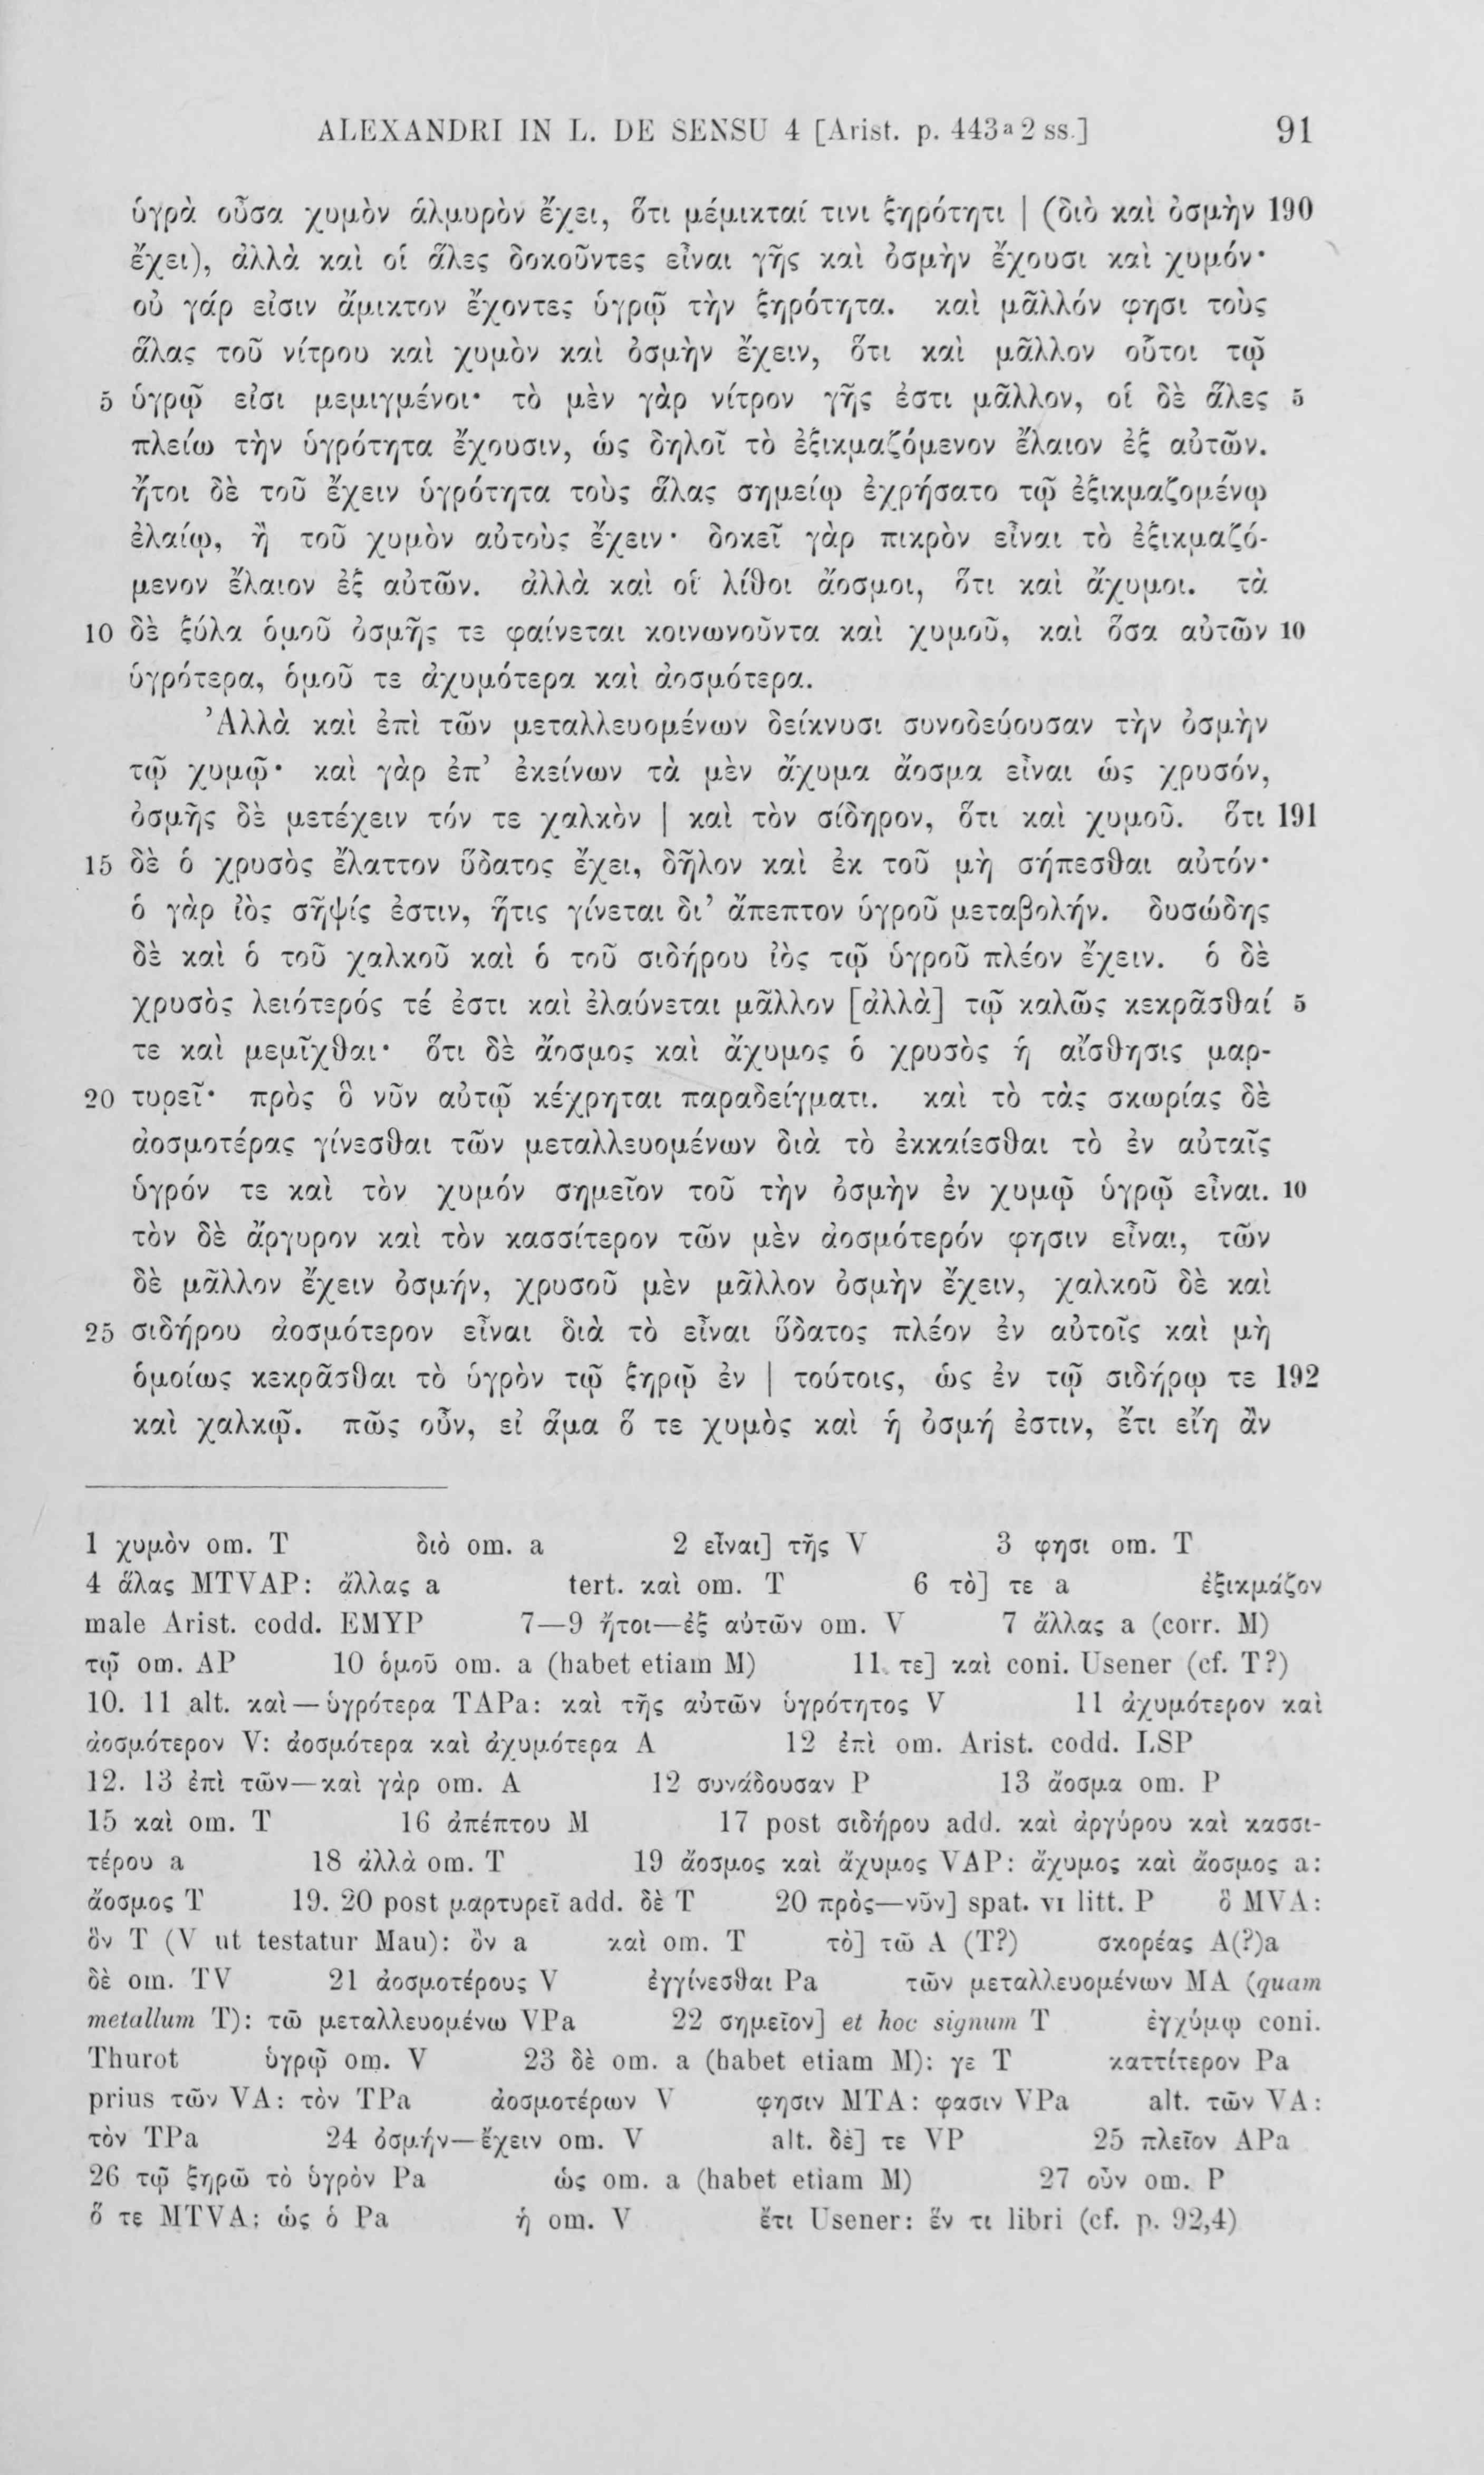 ALEXANDRI IN L. DE SENSU 4 [Arist. p. 443a 2 ss.] 91
ὑγρὰ οὖσα χυμὸν ἁλμυρὸν ἔχει, ὅτι μέμικταί τινι ξηρότητι | (διὸ καὶ ὀσμὴν 190
ἔχει), ἀλλὰ καὶ οἱ ἅλες δοκοῦντες εἶναι γῆς καὶ ὀσμὴν ἔχουσι καὶ χυμόν·
οὐ γάρ εἰσιν ἄμικτον ἔχοντες ὑγρῷ τὴν ξηρότητα. καὶ μᾶλλόν φησι τοὺς
ἅλας τοῦ νίτρου καὶ χυμὸν καὶ ὀσμὴν ἔχειν, ὅτι καὶ μᾶλλον οὗτοι τῷ
5 ὑγρῷ εἰσι μεμιγμένοι· τὸ μὲν γὰρ νίτρον γῆς ἐστι μᾶλλον, οἱ δὲ ἅλες 5
πλείω τὴν ὑγρότητα ἔχουσιν, ὡς δηλοῖ τὸ ἐξικμαζόμενον ἔλαιον ἐξ αὐτῶν.
ἤτοι δὲ τοῦ ἔχειν ὑγρότητα τοὺς ἅλας σημείῳ ἐχρήσατο τῷ ἐξικμαζομένῳ
ἐλαίῳ, ἢ τοῦ χυμὸν αὐτοὺς ἔχειν· δοκεῖ γὰρ πικρὸν εἶναι τὸ ἐξικμαζό-
μενον ἔλαιον ἐξ αὐτῶν. ἀλλὰ καὶ οἱ λίθοι ἄοσμοι, ὅτι καὶ ἄχυμοι. τὰ
10 δὲ ξύλα ὁμοῦ ὀσμῆς τε φαίνεται κοινωνοῦντα καὶ χυμοῦ, καὶ ὅσα αὐτῶν 10
ὑγρότερα, ὁμοῦ τε ἀχυμότερα καὶ ἀοσμότερα.
Ἀλλὰ καὶ ἐπὶ τῶν μεταλλευομένων δείκνυσι συνοδεύουσαν τὴν ὀσμὴν
τῷ χυμῷ· καὶ γὰρ ἐπ’ ἐκείνων τὰ μὲν ἄχυμα ἄοσμα εἶναι ὡς χρυσόν,
ὀσμῆς δὲ μετέχειν τόν τε χαλκὸν | καὶ τὸν σίδηρον, ὅτι καὶ χυμοῦ. ὅτι 191
15 δὲ ὁ χρυσὸς ἔλαττον ὕδατος ἔχει, δῆλον καὶ ἐκ τοῦ μὴ σήπεσθαι αὐτόν·
ὁ γὰρ ἰὸς σῆψίς ἐστιν, ἥτις γίνεται δι’ ἄπεπτον ὑγροῦ μεταβολήν. δυσώδης
δὲ καὶ ὁ τοῦ χαλκοῦ καὶ ὁ τοῦ σιδήρου ἰὸς τῷ ὑγροῦ πλέον ἔχειν. ὁ δὲ
χρυσὸς λειότερός τέ ἐστι καὶ ἐλαύνεται μᾶλλον [ἀλλὰ] τῷ καλῶς κεκρᾶσθαί 5
τε καὶ μεμῖχθαι· ὅτι δὲ ἄοσμος καὶ ἄχυμος ὁ χρυσὸς ἡ αἴσθησις μαρ-
20 τυρεῖ· πρὸς ὃ νῦν αὐτῷ κέχρηται παραδείγματι. καὶ τὸ τὰς σκωρίας δὲ
ἀοσμοτέρας γίνεσθαι τῶν μεταλλευομένων διὰ τὸ ἐκκαίεσθαι τὸ ἐν αὐταῖς
ὑγρόν τε καὶ τὸν χυμόν σημεῖον τοῦ τὴν ὀσμὴν ἐν χυμῷ ὑγρῷ εἶναι. 10
τὸν δὲ ἄργυρον καὶ τὸν κασσίτερον τῶν μὲν ἀοσμότερόν φησιν εἶναι, τῶν
δὲ μᾶλλον ἔχειν ὀσμήν, χρυσοῦ μὲν μᾶλλον ὀσμὴν ἔχειν, χαλκοῦ δὲ καὶ
25 σιδήρου ἀοσμότερον εἶναι διὰ τὸ εἶναι ὕδατος πλέον ἐν αὐτοῖς καὶ μὴ
ὁμοίως κεκρᾶσθαι τὸ ὑγρὸν τῷ ξηρῷ ἐν | τούτοις, ὡς ἐν τῷ σιδήρῳ τε 192
καὶ χαλκῷ. πῶς οὖν, εἰ ἅμα ὅ τε χυμὸς καὶ ἡ ὀσμή ἐστιν, ἔτι εἴη ἂν
1 χυμὸν om. T διὸ om. a 2 εἶναι] τῆς V 3 φησι om. T
4 ἅλας MTVAP: ἄλλας a tert. καὶ om. T 6 τὸ] τε a ἐξικμάζον
male Arist. codd. EMYP 7—9 ἤτοι—ἐξ αὐτῶν om. V 7 ἄλλας a (corr. M)
τῷ om. AP 10 ὁμοῦ om. a (habet etiam M) 11 τε] καὶ coni. Usener (cf. T?)
10. 11 alt. καὶ—ὑγρότερα TAPa: καὶ τῆς αὐτῶν ὑγρότητος V 11 ἀχυμότερον καὶ
ἀοσμότερον V: ἀοσμότερα καὶ ἀχυμότερα A 12 ἐπὶ om. Arist. codd. LSP
12. 13 ἐπὶ τῶν—καὶ γὰρ om. A 12 συνάδουσαν P 13 ἄοσμα om. P
15 καὶ om. T 16 ἀπέπτου M 17 post σιδήρου add. καὶ ἀργύρου καὶ κασσι-
τέρου a 18 ἀλλὰ om. T 19 ἄοσμος καὶ ἄχυμος VAP: ἄχυμος καὶ ἄοσμος a:
ἄοσμος T 19. 20 post μαρτυρεῖ add. δὲ T 20 πρὸς—νῦν] spat. VI litt. P ὃ MVA:
ὃν T (V ut testatur Mau): ὂν a καὶ om. T τὸ] τῶ A (T?) σκορέας A(?)a
δὲ om. TV 21 ἀοσμοτέρους V ἐγγίνεσθαι Pa τῶν μεταλλευομένων MA (quam
metallum T): τῶ μεταλλευομένω VPa 22 σημεῖον] et hoc signum T ἐγχύμῳ coni.
Thurot ὑγρῷ om. V 23 δὲ om. a (habet etiam M): γε T καττίτερον Pa
prius τῶν VA: τὸν TPa ἀοσμοτέρων V φησιν MTA: φασιν VPa alt. τῶν VA:
τὸν TPa 24 ὀσμήν—ἔχειν om. V alt. δὲ] τε VP 25 πλεῖον APa
26 τῷ ξηρῶ τὸ ὑγρὸν Pa ὡς om. a (habet etiam M) 27 οὖν om. P
ὅ τε MTVA: ὡς ὁ Pa ἡ om. V ἔτι Usener: ἕν τι libri (cf. p. 92,4)